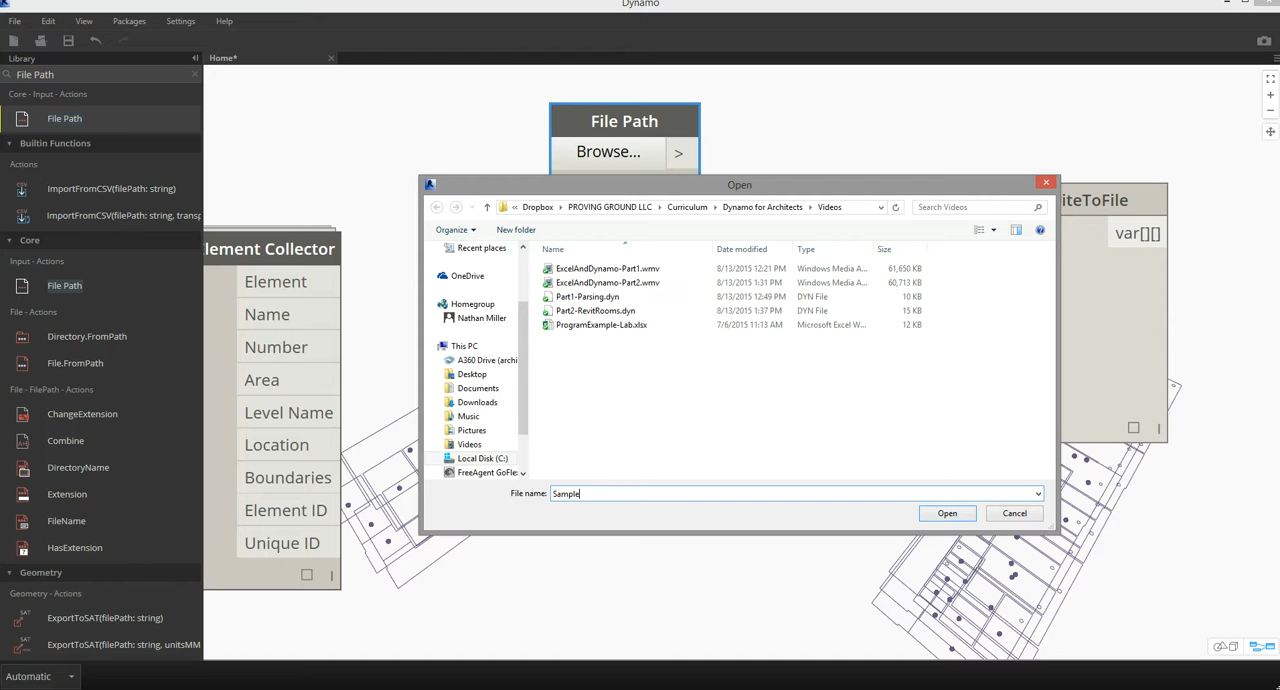 Dynamo
File Edit View Packages Settings Help
Library
Home*
File Path
Core - Input - Actions
File Path
Builtin Functions
Actions
ImportFromCSV(filePath: string)
ImportFromCSV(filePath: string, transp
Core
Input - Actions
File Path
File - Actions
Directory.FromPath
File.FromPath
File - FilePath - Actions
ChangeExtension
Combine
DirectoryName
Extension
FileName
HasExtension
Geometry
Geometry - Actions
ExportToSAT(filePath: string)
ExportToSAT(filePath: string, unitsMM
Automatic
lement Collector
Element
Name
Number
Area
Level Name
Location
Boundaries
Element ID
Unique ID
File Path
Browse... >
iteToFile
var[][]
Open
« Dropbox PROVING GROUND LLC Curriculum Dynamo for Architects Videos
Search Videos
Organize New folder
Recent places
OneDrive
Homegroup
Nathan Miller
This PC
A360 Drive (archi
Desktop
Documents
Downloads
Music
Pictures
Videos
Local Disk (C:)
FreeAgent GoFle
Name Date modified Type Size
ExcelAndDynamo-Part1.wmv 8/13/2015 12:21 PM Windows Media A... 61,650 KB
ExcelAndDynamo-Part2.wmv 8/13/2015 1:31 PM Windows Media A... 60,713 KB
Part1-Parsing.dyn 8/13/2015 12:49 PM DYN File 10 KB
Part2-RevitRooms.dyn 8/13/2015 1:37 PM DYN File 15 KB
ProgramExample-Lab.xlsx 7/6/2015 11:13 AM Microsoft Excel W... 12 KB
File name: Sample
Open Cancel